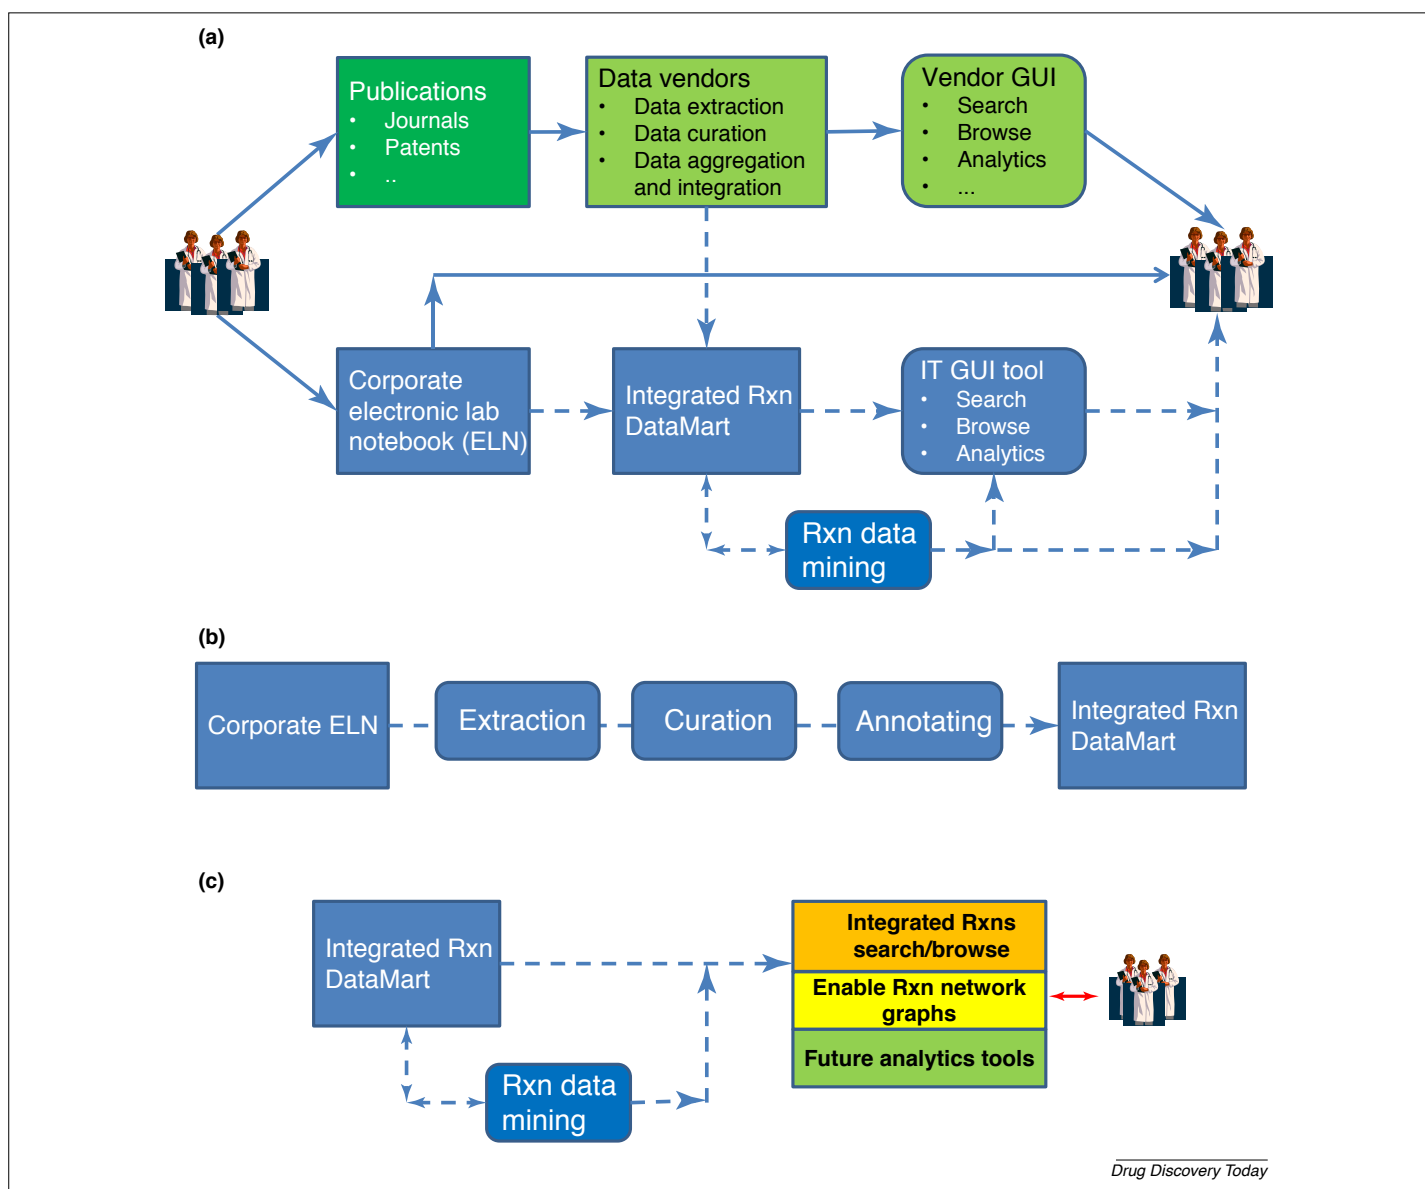 (a)
Publications
• Journals
• Patents
• ..
Data vendors
• Data extraction
• Data curation
• Data aggregation
and integration
Vendor GUI
• Search
• Browse
• Analytics
• ...
Corporate
electronic lab
notebook (ELN)
Integrated Rxn
DataMart
IT GUI tool
• Search
• Browse
• Analytics
Rxn data
mining
(b)
Corporate ELN
Extraction
Curation
Annotating
Integrated Rxn
DataMart
(c)
Integrated Rxn
DataMart
Rxn data
mining
Integrated Rxns
search/browse
Enable Rxn network
graphs
Future analytics tools
Drug Discovery Today